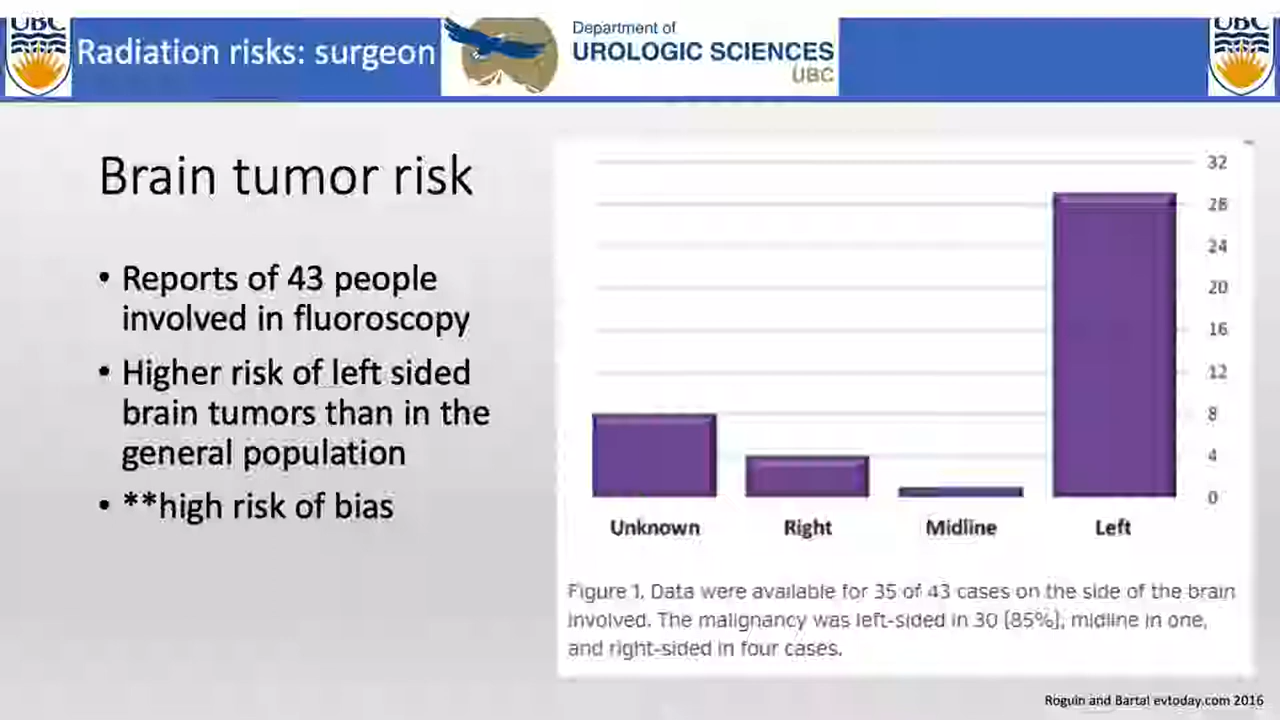 UBC
Radiation risks: surgeon
Department of
UROLOGIC SCIENCES
UBC
UBC
Brain tumor risk
• Reports of 43 people
involved in fluoroscopy
• Higher risk of left sided
brain tumors than in the
general population
• **high risk of bias
32
28
24
20
16
12
8
4
0
Unknown Right Midline Left
Figure 1. Data were available for 35 of 43 cases on the side of the brain
involved. The malignancy was left-sided in 30 (85%), midline in one,
and right-sided in four cases.
Roguin and Bartal evtoday.com 2016